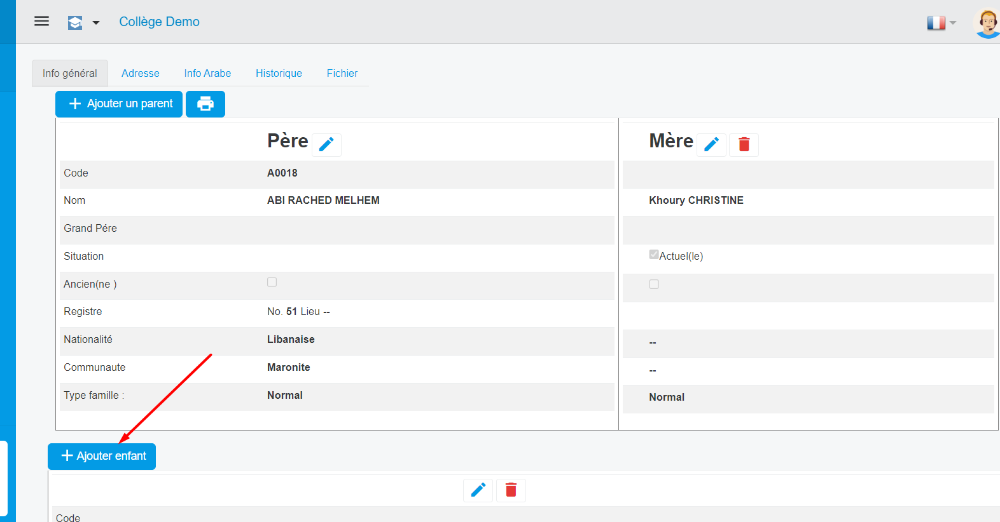 Collège Demo
Info général Adresse Info Arabe Historique Fichier
Ajouter un parent
Père Mère
Code A0018
Nom ABI RACHED MELHEM Khoury CHRISTINE
Grand Pére
Situation Actuel(le)
Ancien(ne )
Registre No. 51 Lieu --
Nationalité Libanaise --
Communaute Maronite --
Type famille : Normal Normal
Ajouter enfant
Code